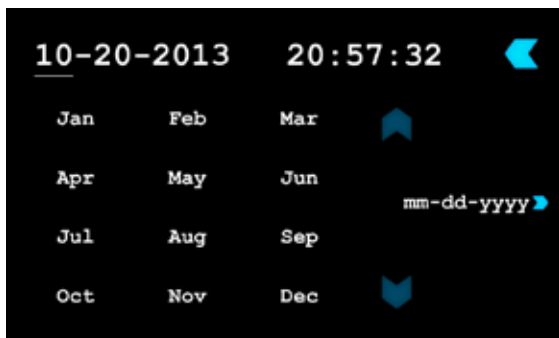 10-20-2013 20:57:32
Jan Feb Mar
Apr May Jun
mm-dd-yyyy
Jul Aug Sep
Oct Nov Dec